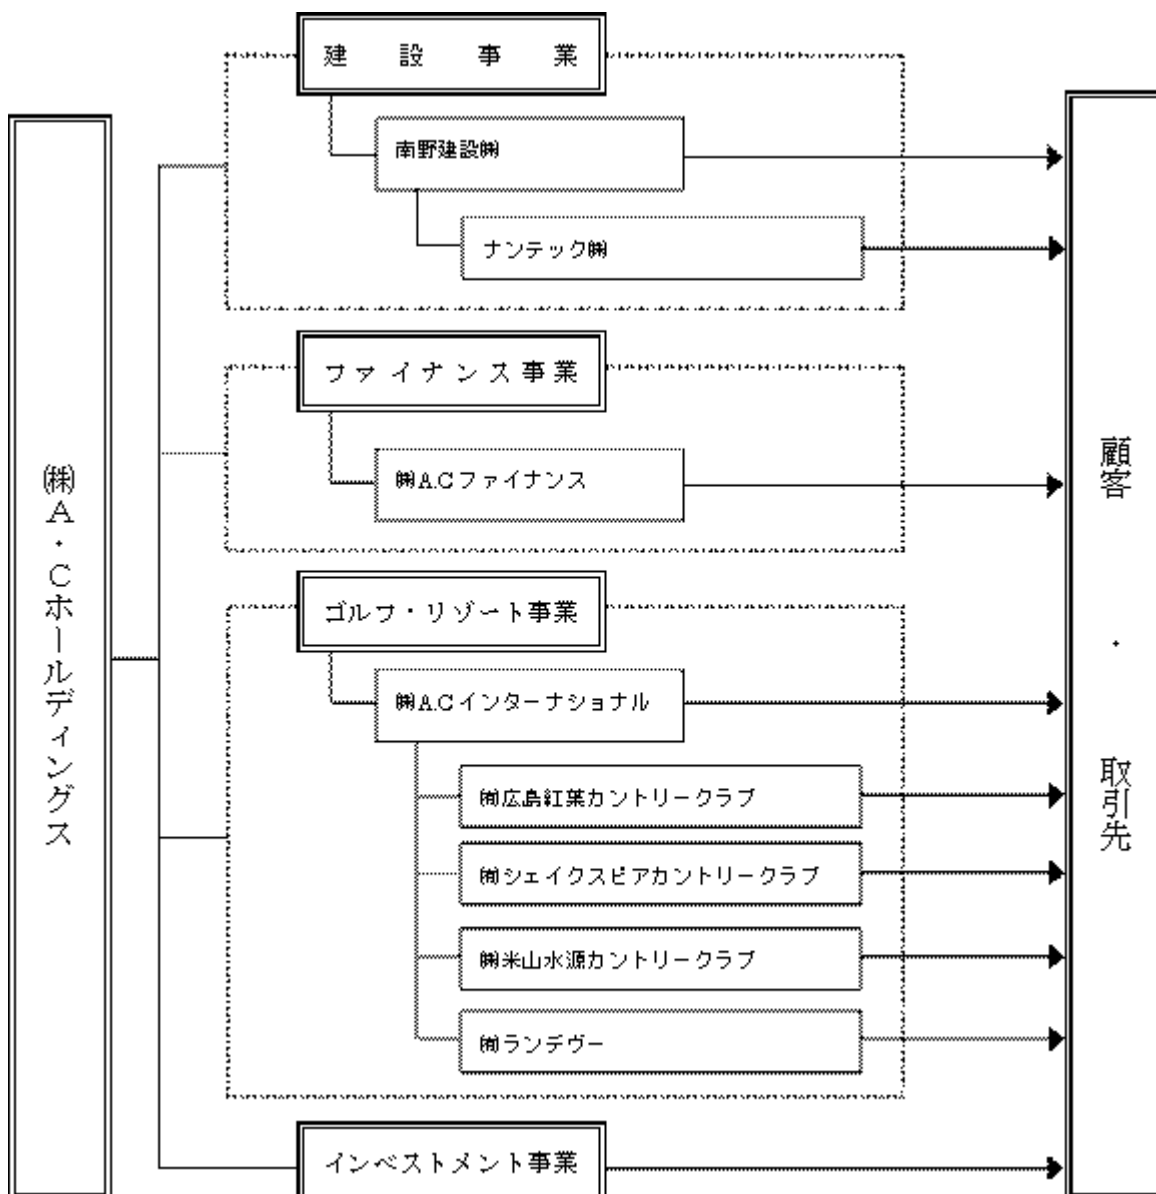 ㈱A・Cホールディングス
建設事業
南野建設㈱
ナンテック㈱
ファイナンス事業
㈱A.Cファイナンス
ゴルフ・リゾート事業
㈱A.Cインターナショナル
㈲広島紅葉カントリークラブ
㈲シェイクスピアカントリークラブ
㈱米山水源カントリークラブ
㈲ランデヴー
インベストメント事業
顧客・取引先